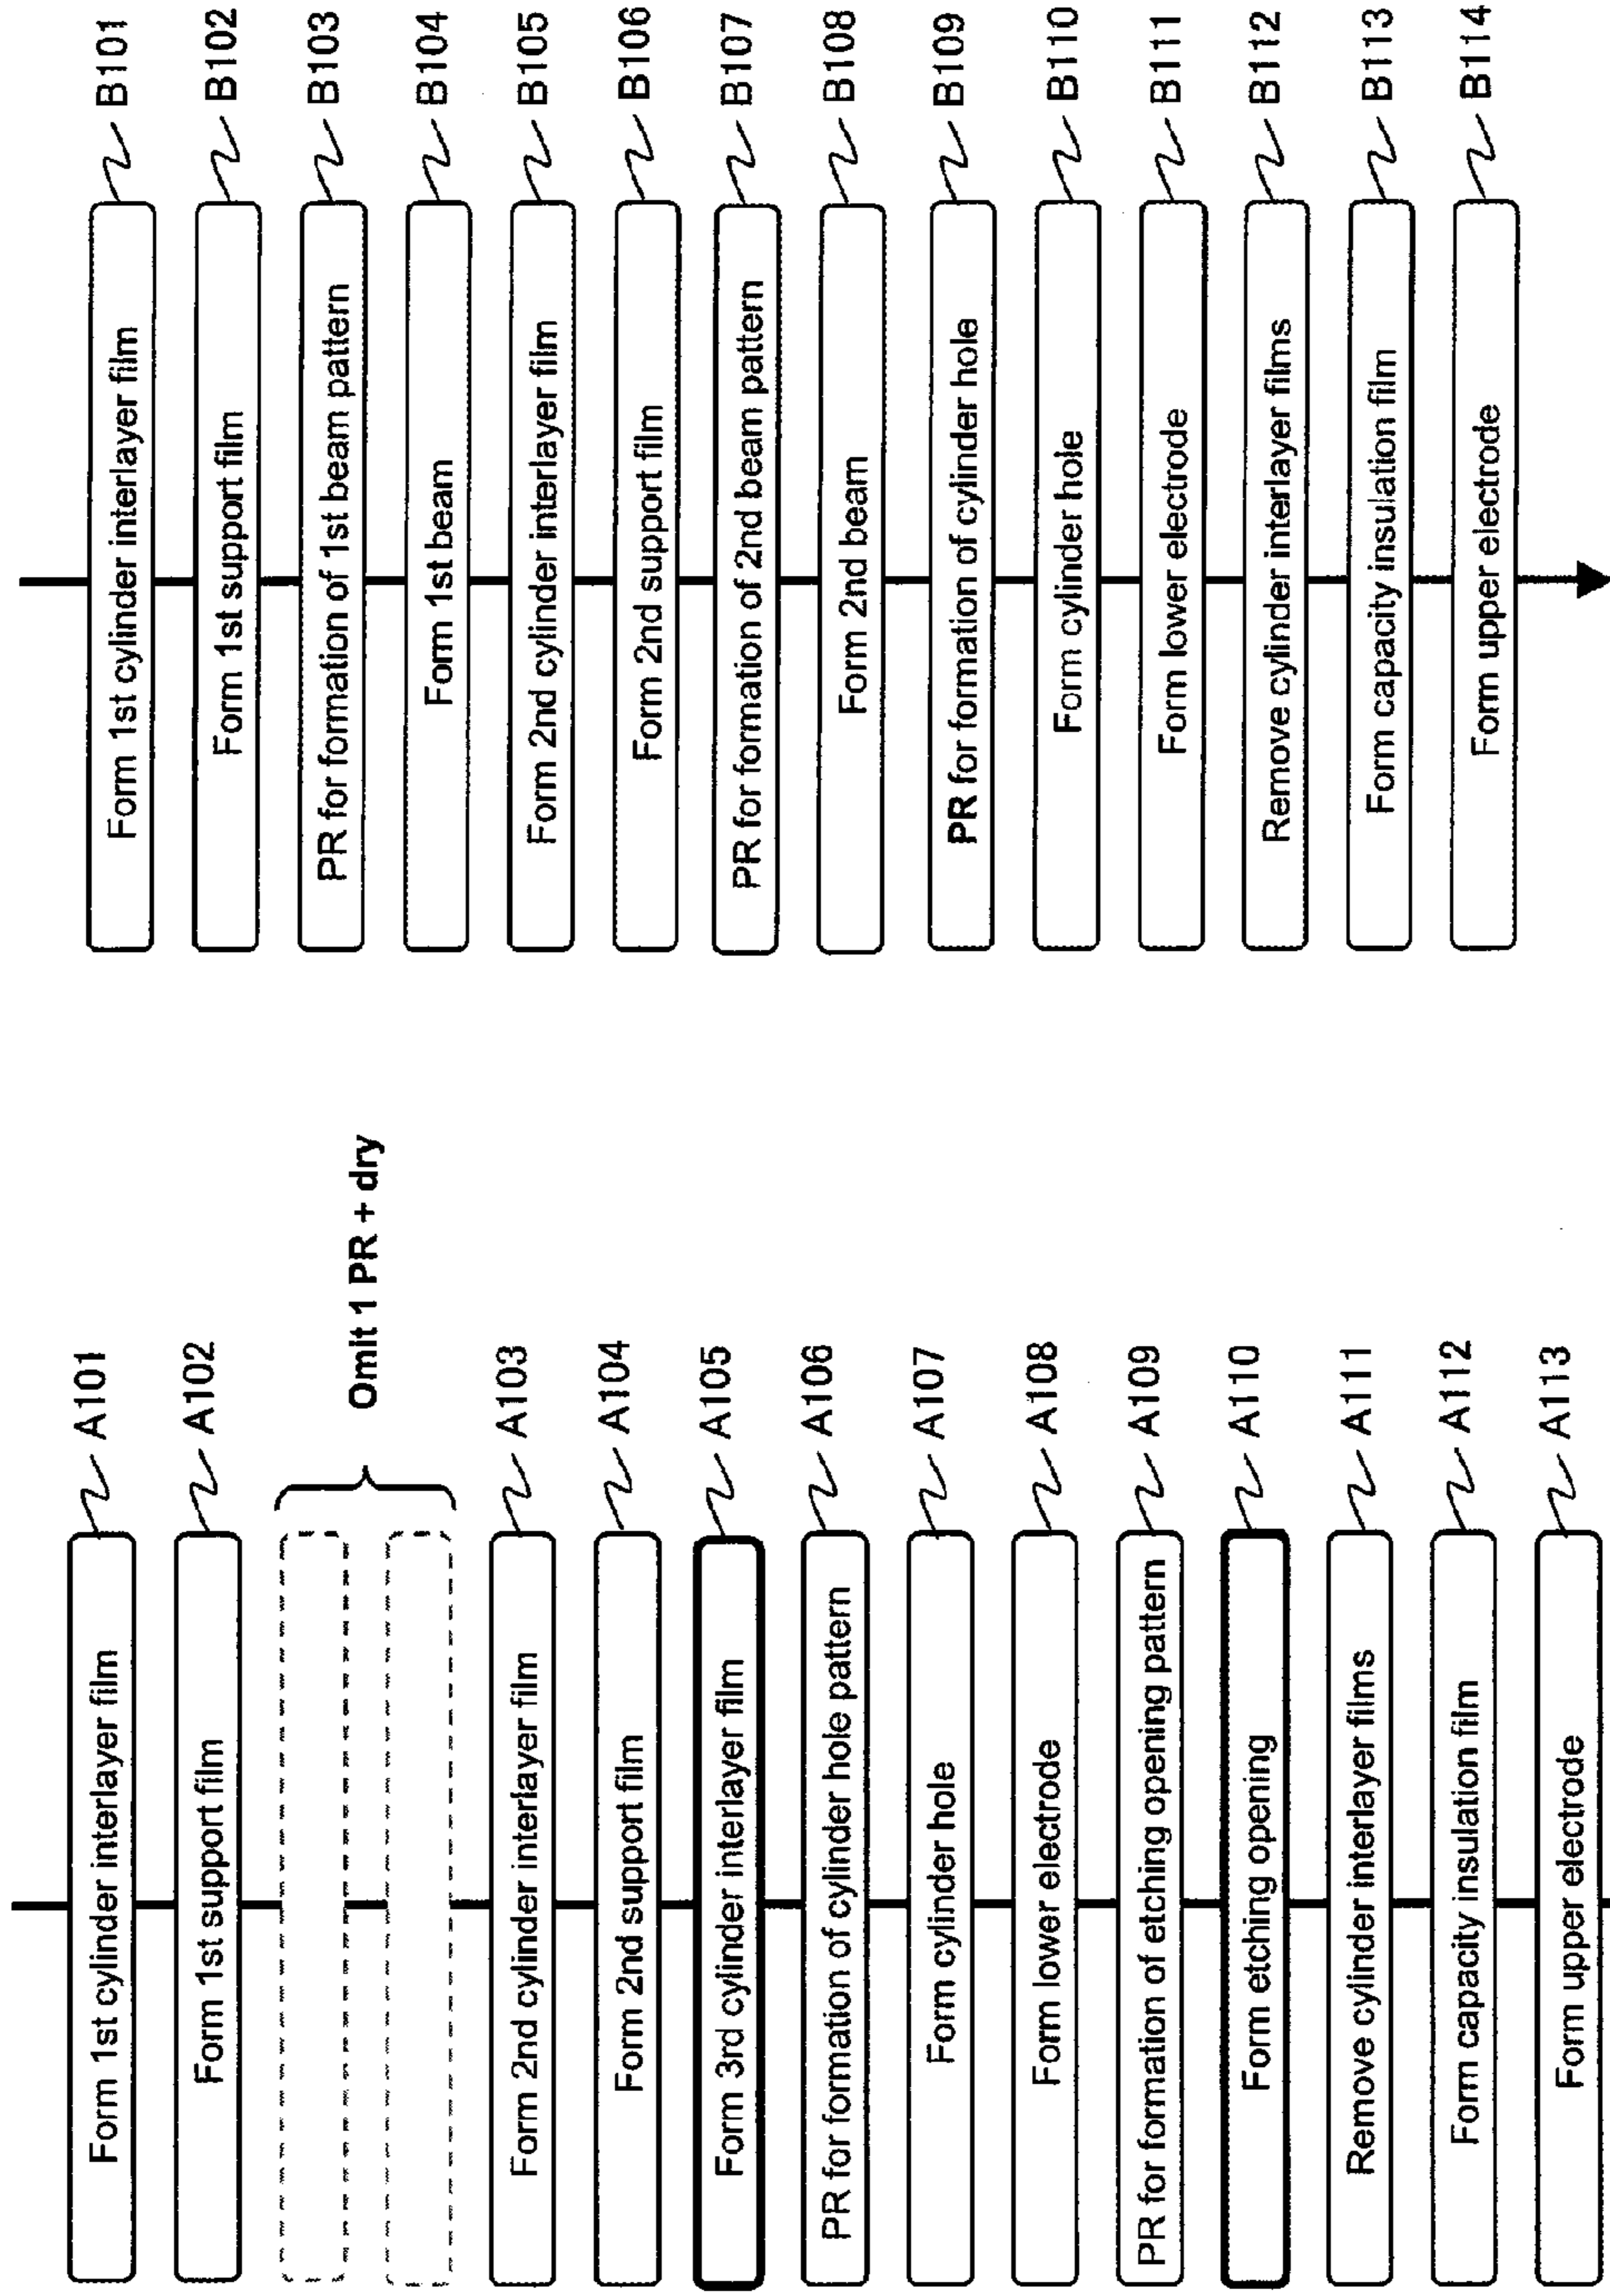 Form 1st cylinder interlayer film A101
Form 1st support film A102
Omit 1 PR + dry
Form 2nd cylinder interlayer film A103
Form 2nd support film A104
Form 3rd cylinder interlayer film A105
PR for formation of cylinder hole pattern A106
Form cylinder hole A107
Form lower electrode A108
PR for formation of etching opening pattern A109
Form etching opening A110
Remove cylinder interlayer films A111
Form capacity insulation film A112
Form upper electrode A113
Form 1st cylinder interlayer film B101
Form 1st support film B102
PR for formation of 1st beam pattern B103
Form 1st beam B104
Form 2nd cylinder interlayer film B105
Form 2nd support film B106
PR for formation of 2nd beam pattern B107
Form 2nd beam B108
PR for formation of cylinder hole B109
Form cylinder hole B110
Form lower electrode B111
Remove cylinder interlayer films B112
Form capacity insulation film B113
Form upper electrode B114